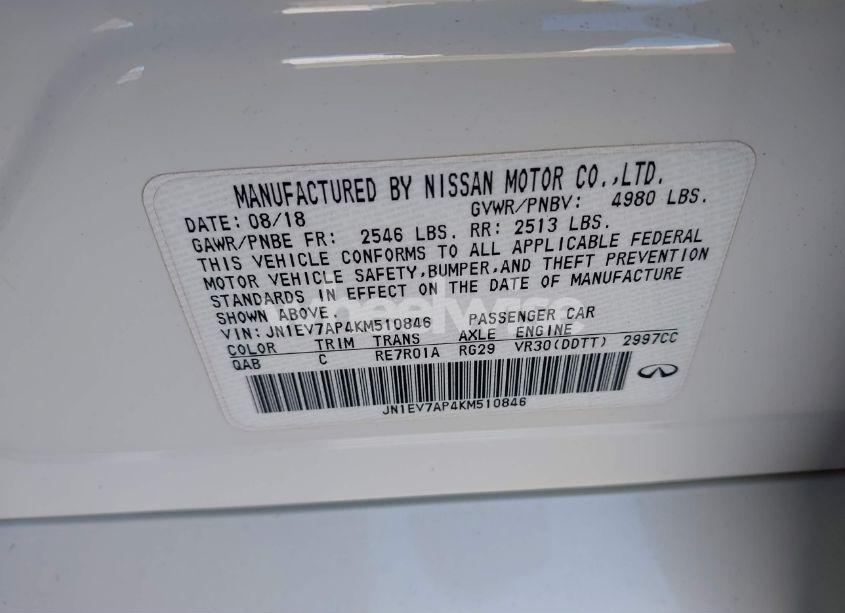 MANUFACTURED BY NISSAN MOTOR CO.,LTD.
DATE: 08/18 GVWR/PNBV: 4980 LBS.
GAWR/PNBE FR: 2546 LBS. RR: 2513 LBS.
THIS VEHICLE CONFORMS TO ALL APPLICABLE FEDERAL
MOTOR VEHICLE SAFETY,BUMPER,AND THEFT PREVENTION
STANDARDS IN EFFECT ON THE DATE OF MANUFACTURE
SHOWN ABOVE.
wheelwise
VIN:JN1EV7AP4KM510846 PASSENGER CAR
COLOR TRIM TRANS AXLE ENGINE
QAB C RE7R01A RG29 VR30(DDTT) 2997CC
JN1EV7AP4KM510846